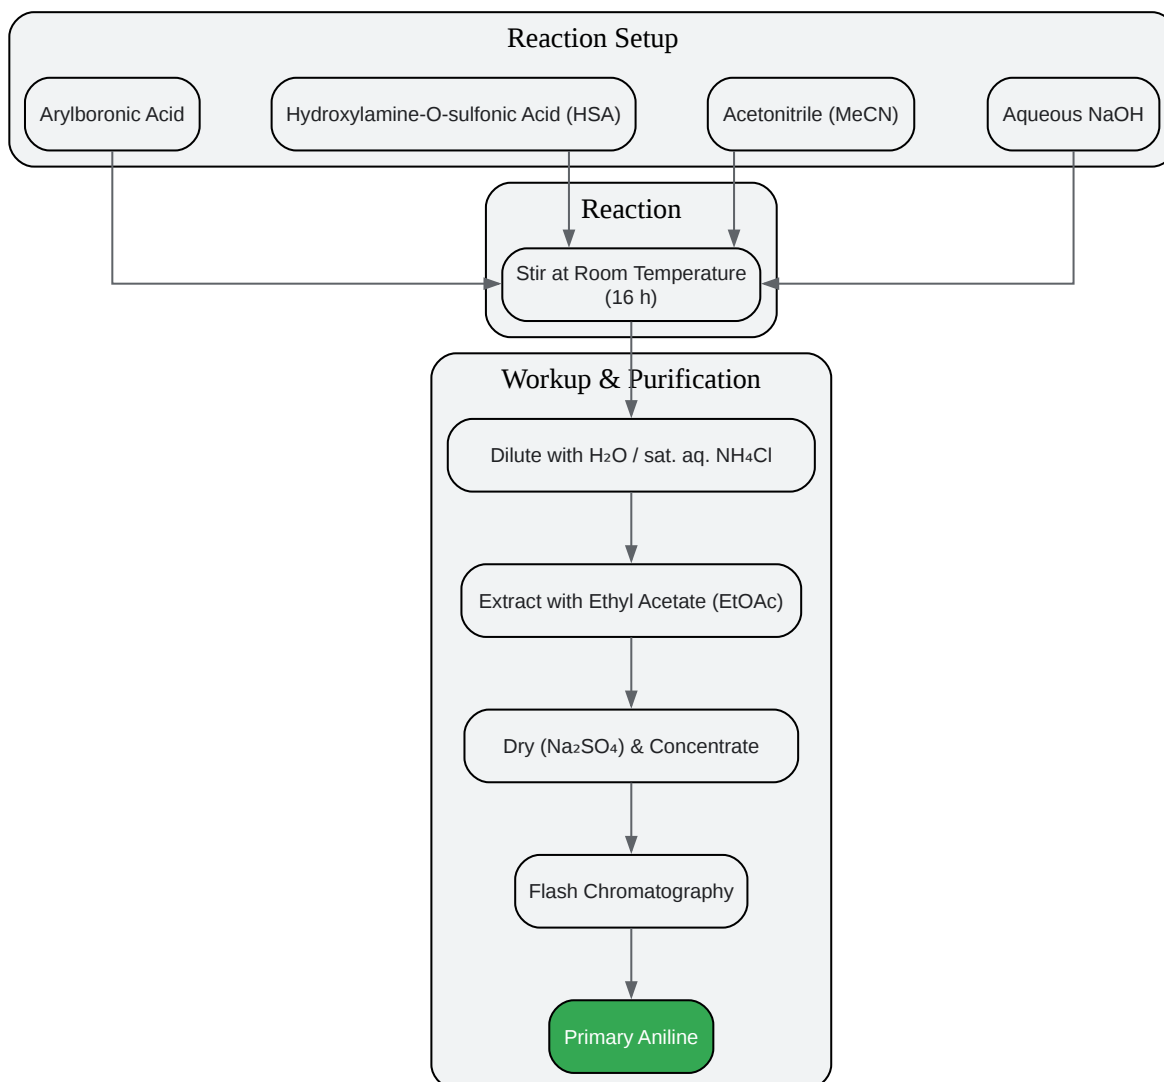 Reaction Setup
Arylboronic Acid
Hydroxylamine-O-sulfonic Acid (HSA)
Acetonitrile (MeCN)
Aqueous NaOH
Reaction
Stir at Room Temperature
(16 h)
Workup & Purification
Dilute with H₂O / sat. aq. NH₄Cl
Extract with Ethyl Acetate (EtOAc)
Dry (Na₂SO₄) & Concentrate
Flash Chromatography
Primary Aniline